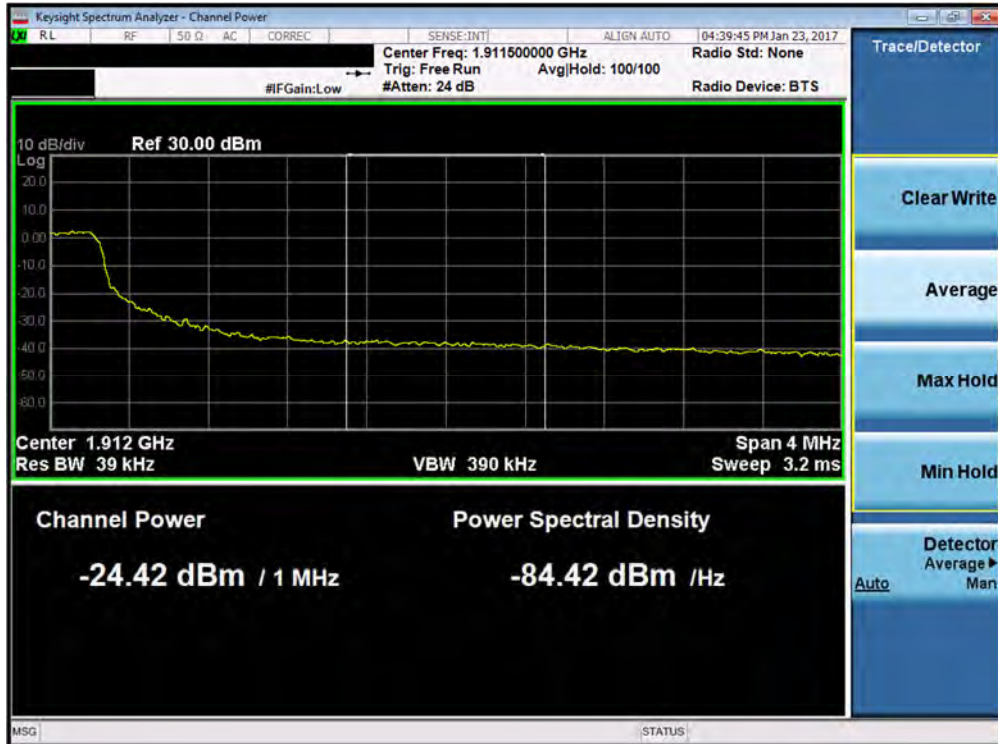 Keysight Spectrum Analyzer - Channel Power
LXI RL RF 50 Ω AC CORREC SENSE:INT ALIGN AUTO 04:39:45 PM Jan 23, 2017
Center Freq: 1.911500000 GHz Radio Std: None
Trig: Free Run Avg|Hold: 100/100
#IFGain:Low #Atten: 24 dB Radio Device: BTS
10 dB/div Ref 30.00 dBm
Log
20.0
10.0
0.00
-10.0
-20.0
-30.0
-40.0
-50.0
-60.0
Center 1.912 GHz Span 4 MHz
Res BW 39 kHz VBW 390 kHz Sweep 3.2 ms
Channel Power Power Spectral Density
-24.42 dBm / 1 MHz -84.42 dBm /Hz
Trace/Detector
Clear Write
Average
Max Hold
Min Hold
Detector
Average
Auto Man
MSG STATUS